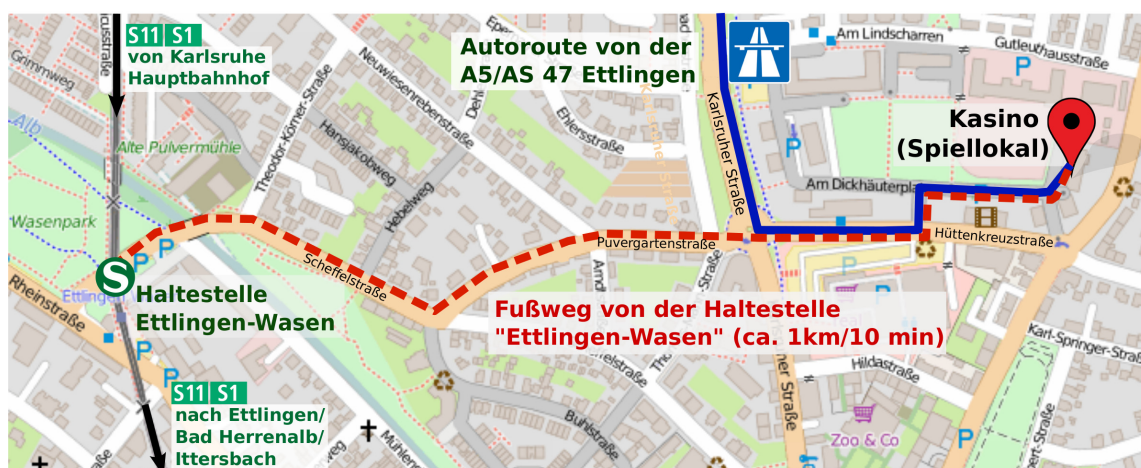 S11 S1
von Karlsruhe
Hauptbahnhof
Autoroute von der
A5/AS 47 Ettlingen
Am Lindscharren
Gutleuthausstraße
P
Grimmweg
Neuwiesenrebenstraße
Ehlersstraße
Karlsruher Straße
Kasino
(Spiellokal)
P
Alb
Alte Pulvermühle
Theodor-Körner-Straße
Hansjakobweg
Hebelweg
Am Dickhäuterpla
Wasenpark
P
P
Scheffelstraße
Puvergartenstraße
Hüttenkreuzstraße
P
S
Rheinstraße
Haltestelle
Ettlingen-Wasen
Fußweg von der Haltestelle
"Ettlingen-Wasen" (ca. 1km/10 min)
P
P
Karl-Springer-Straß
Hildastraße
S11 S1
nach Ettlingen/
Bad Herrenalb/
Ittersbach
Buhlstraße
Zoo & Co
P